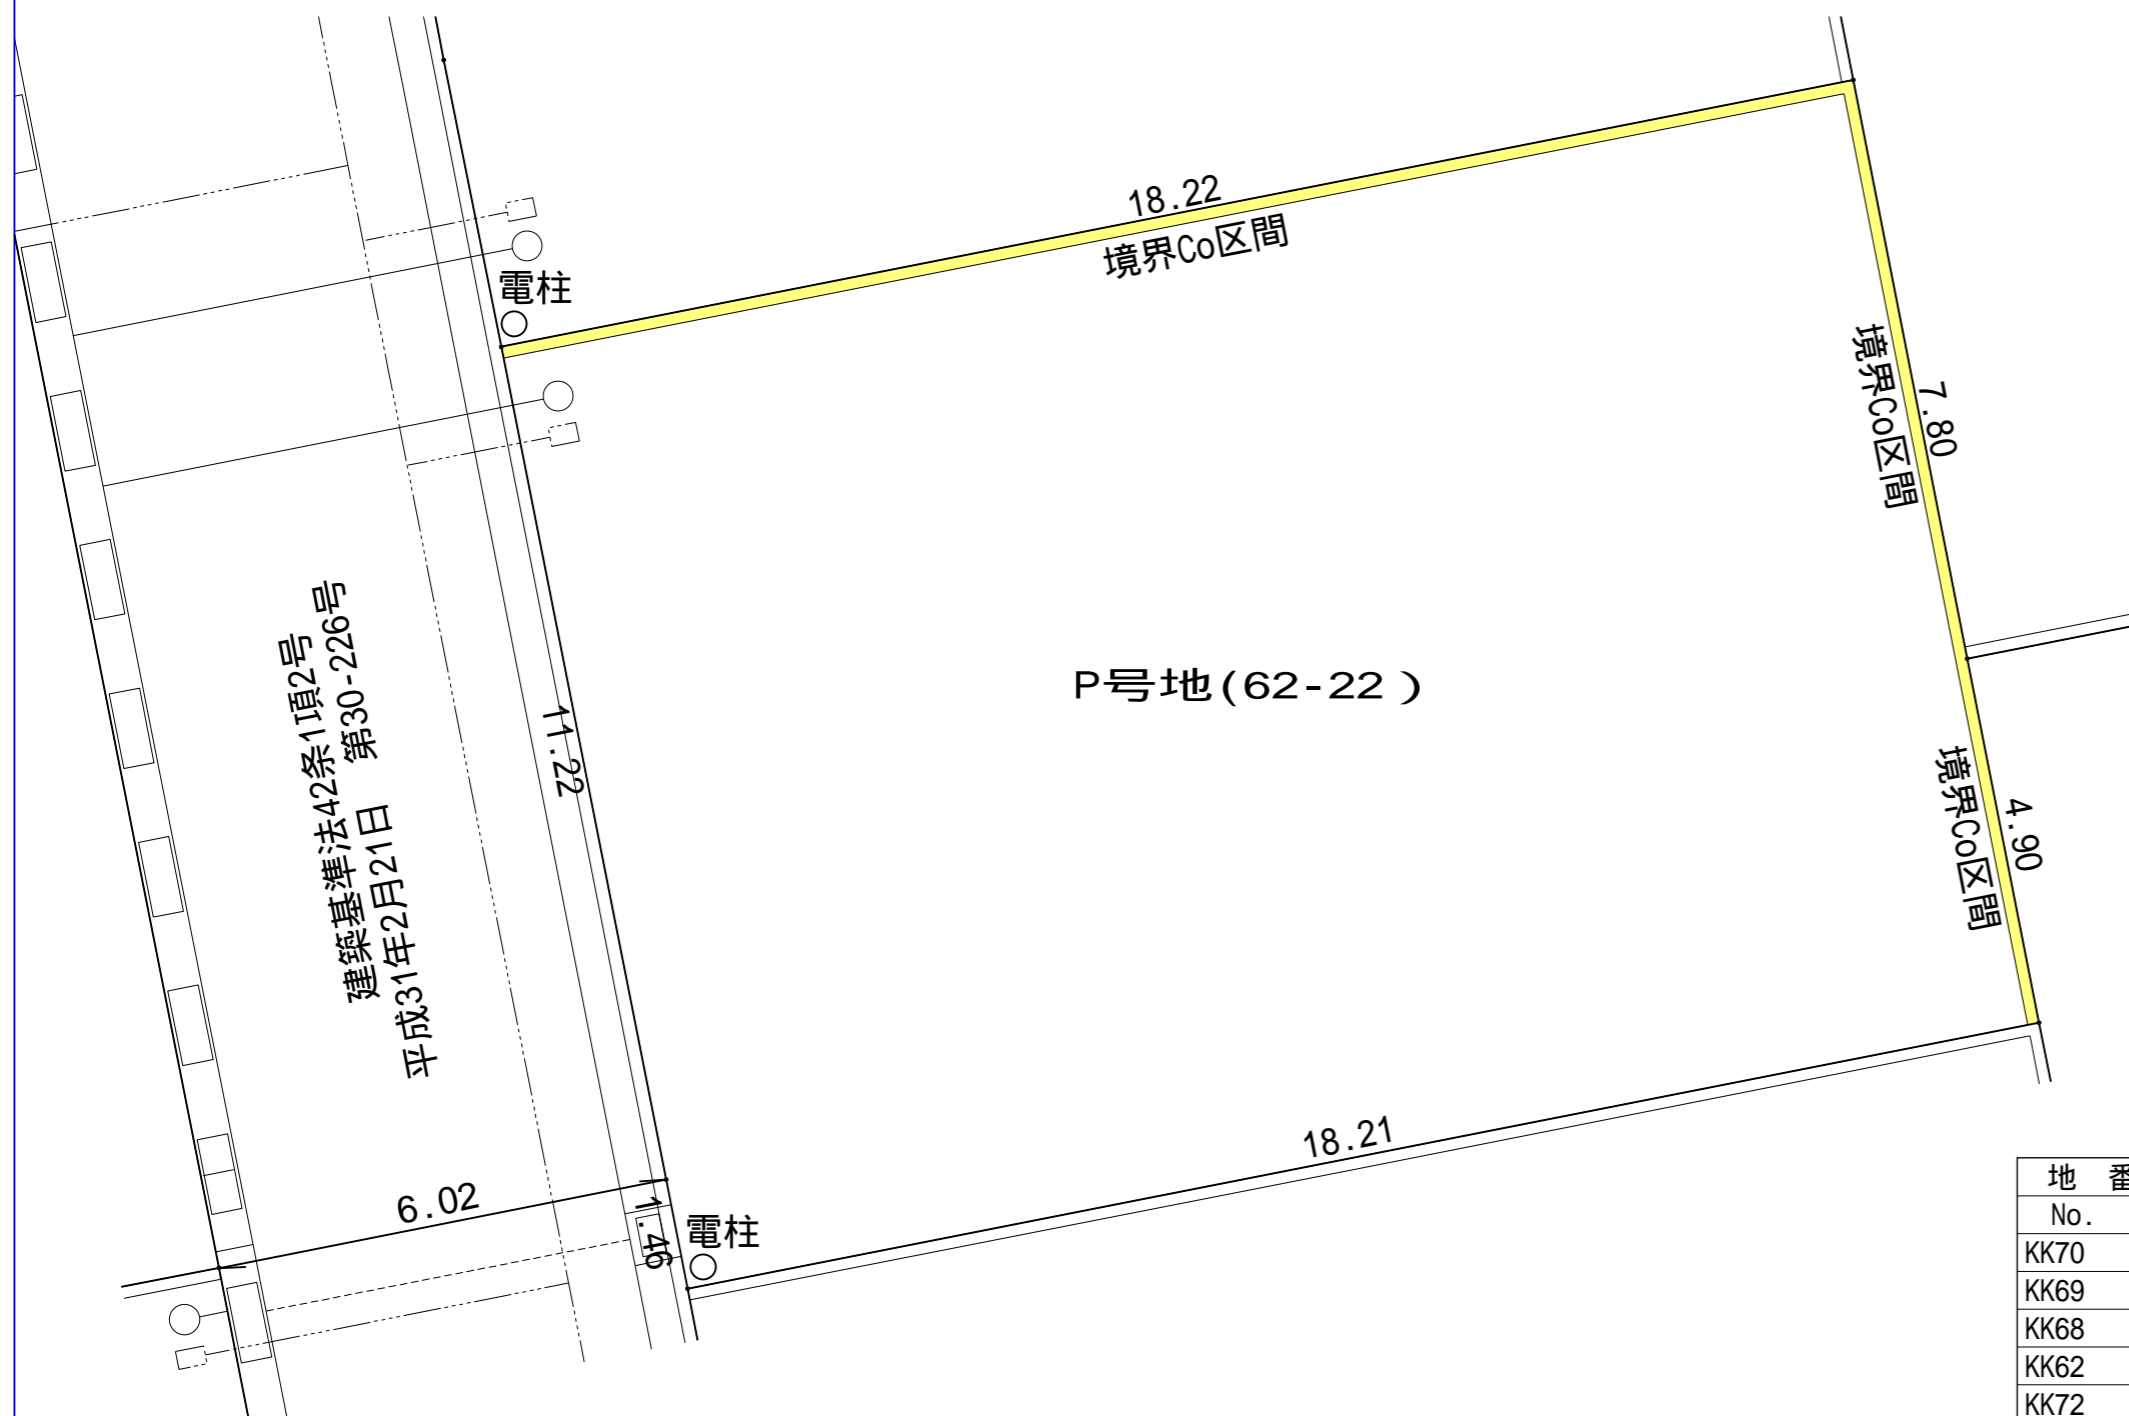 18.22
境界Co区間
電柱
境界Co区間
7.80
P号地(62-22)
建築基準法42条1項2号
平成31年2月21日 第30-226号
11.22
境界Co区間
4.90
18.21
6.02
1.46
電柱
地 番
No.
KK70
KK69
KK68
KK62
KK72